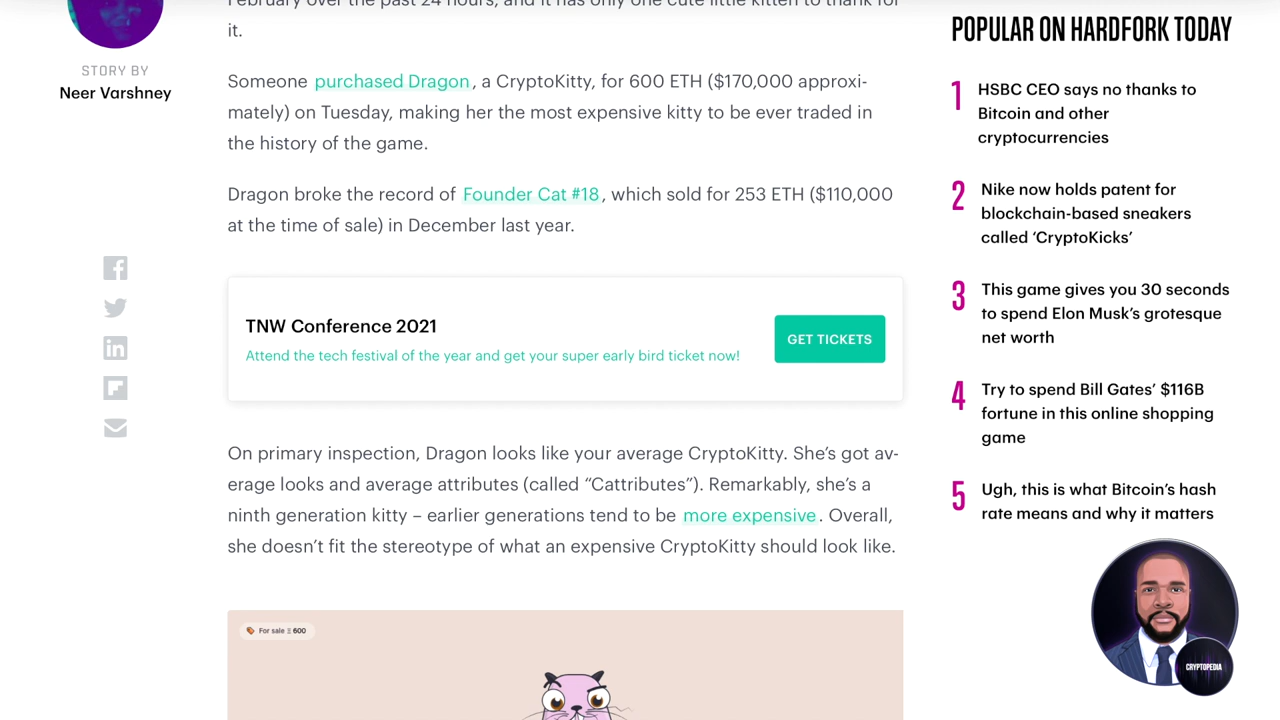 February over the past 24 hours, and it has only one cute little kitten to thank for
it.
STORY BY
Neer Varshney
Someone purchased Dragon, a CryptoKitty, for 600 ETH ($170,000 approxi-
mately) on Tuesday, making her the most expensive kitty to be ever traded in
the history of the game.
Dragon broke the record of Founder Cat #18, which sold for 253 ETH ($110,000
at the time of sale) in December last year.
TNW Conference 2021
Attend the tech festival of the year and get your super early bird ticket now!
GET TICKETS
On primary inspection, Dragon looks like your average CryptoKitty. She’s got av-
erage looks and average attributes (called “Cattributes”). Remarkably, she’s a
ninth generation kitty – earlier generations tend to be more expensive. Overall,
she doesn’t fit the stereotype of what an expensive CryptoKitty should look like.
For sale Ξ 600
POPULAR ON HARDFORK TODAY
1 HSBC CEO says no thanks to
Bitcoin and other
cryptocurrencies
2 Nike now holds patent for
blockchain-based sneakers
called ‘CryptoKicks’
3 This game gives you 30 seconds
to spend Elon Musk’s grotesque
net worth
4 Try to spend Bill Gates’ $116B
fortune in this online shopping
game
5 Ugh, this is what Bitcoin’s hash
rate means and why it matters
CRYPTOPEDIA